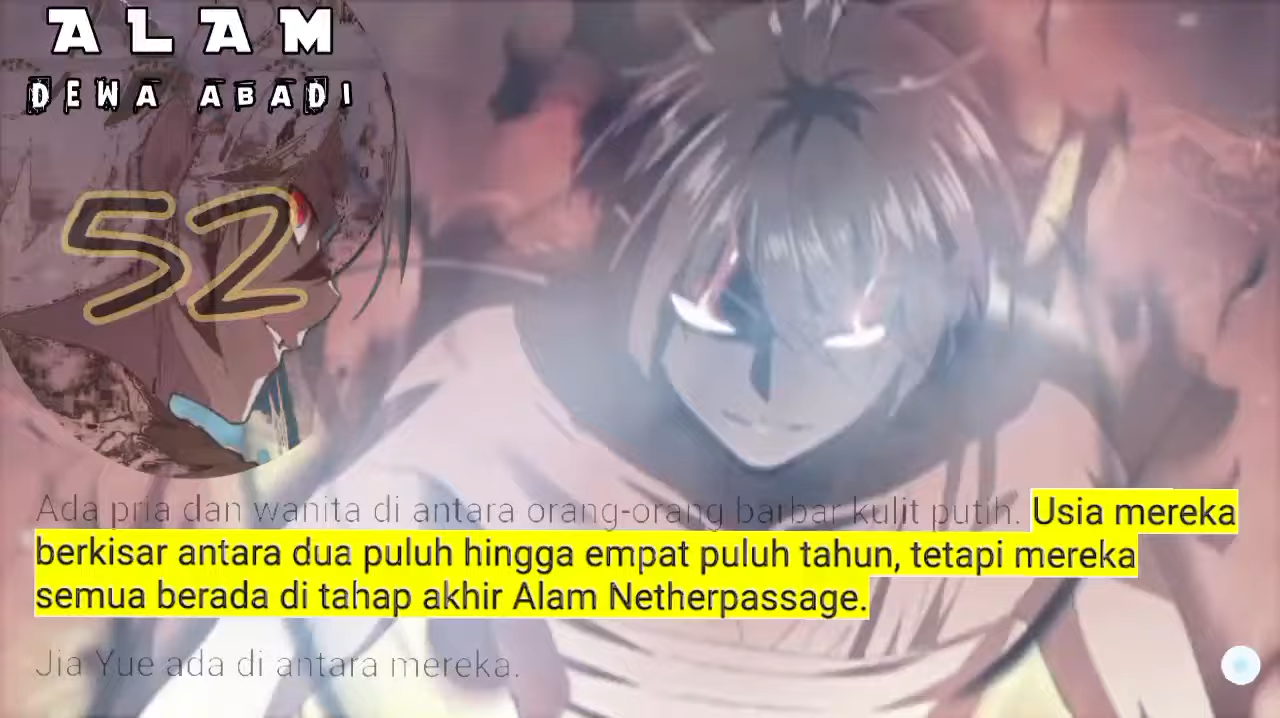 ALAM
DEWA ABADI
52
Ada pria dan wanita di antara orang-orang barbar kulit putih. Usia mereka
berkisar antara dua puluh hingga empat puluh tahun, tetapi mereka
semua berada di tahap akhir Alam Netherpassage.
Jia Yue ada di antara mereka.